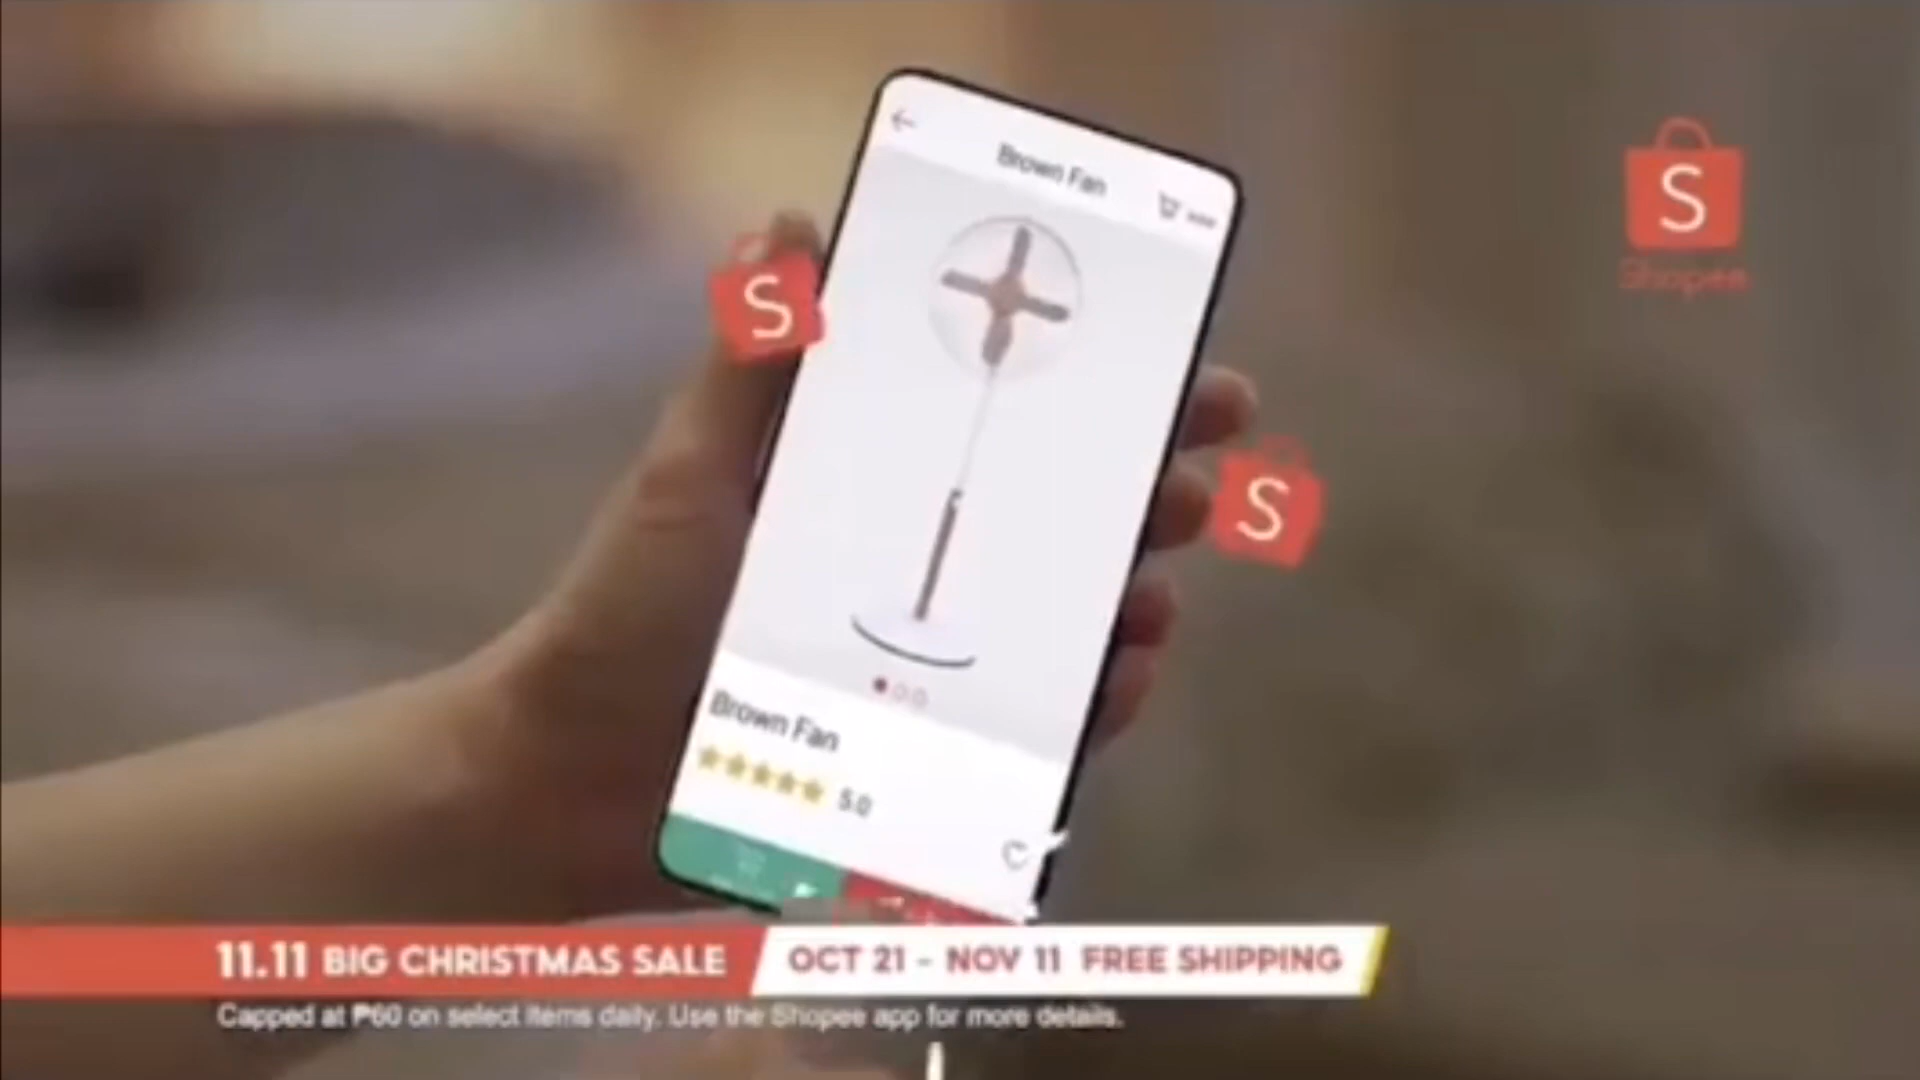 Brown Fan
S
Shopee
S
S
Brown Fan
5.0
11.11 BIG CHRISTMAS SALE
OCT 21 - NOV 11 FREE SHIPPING
Capped at ₱60 on select items daily. Use the Shopee app for more details.